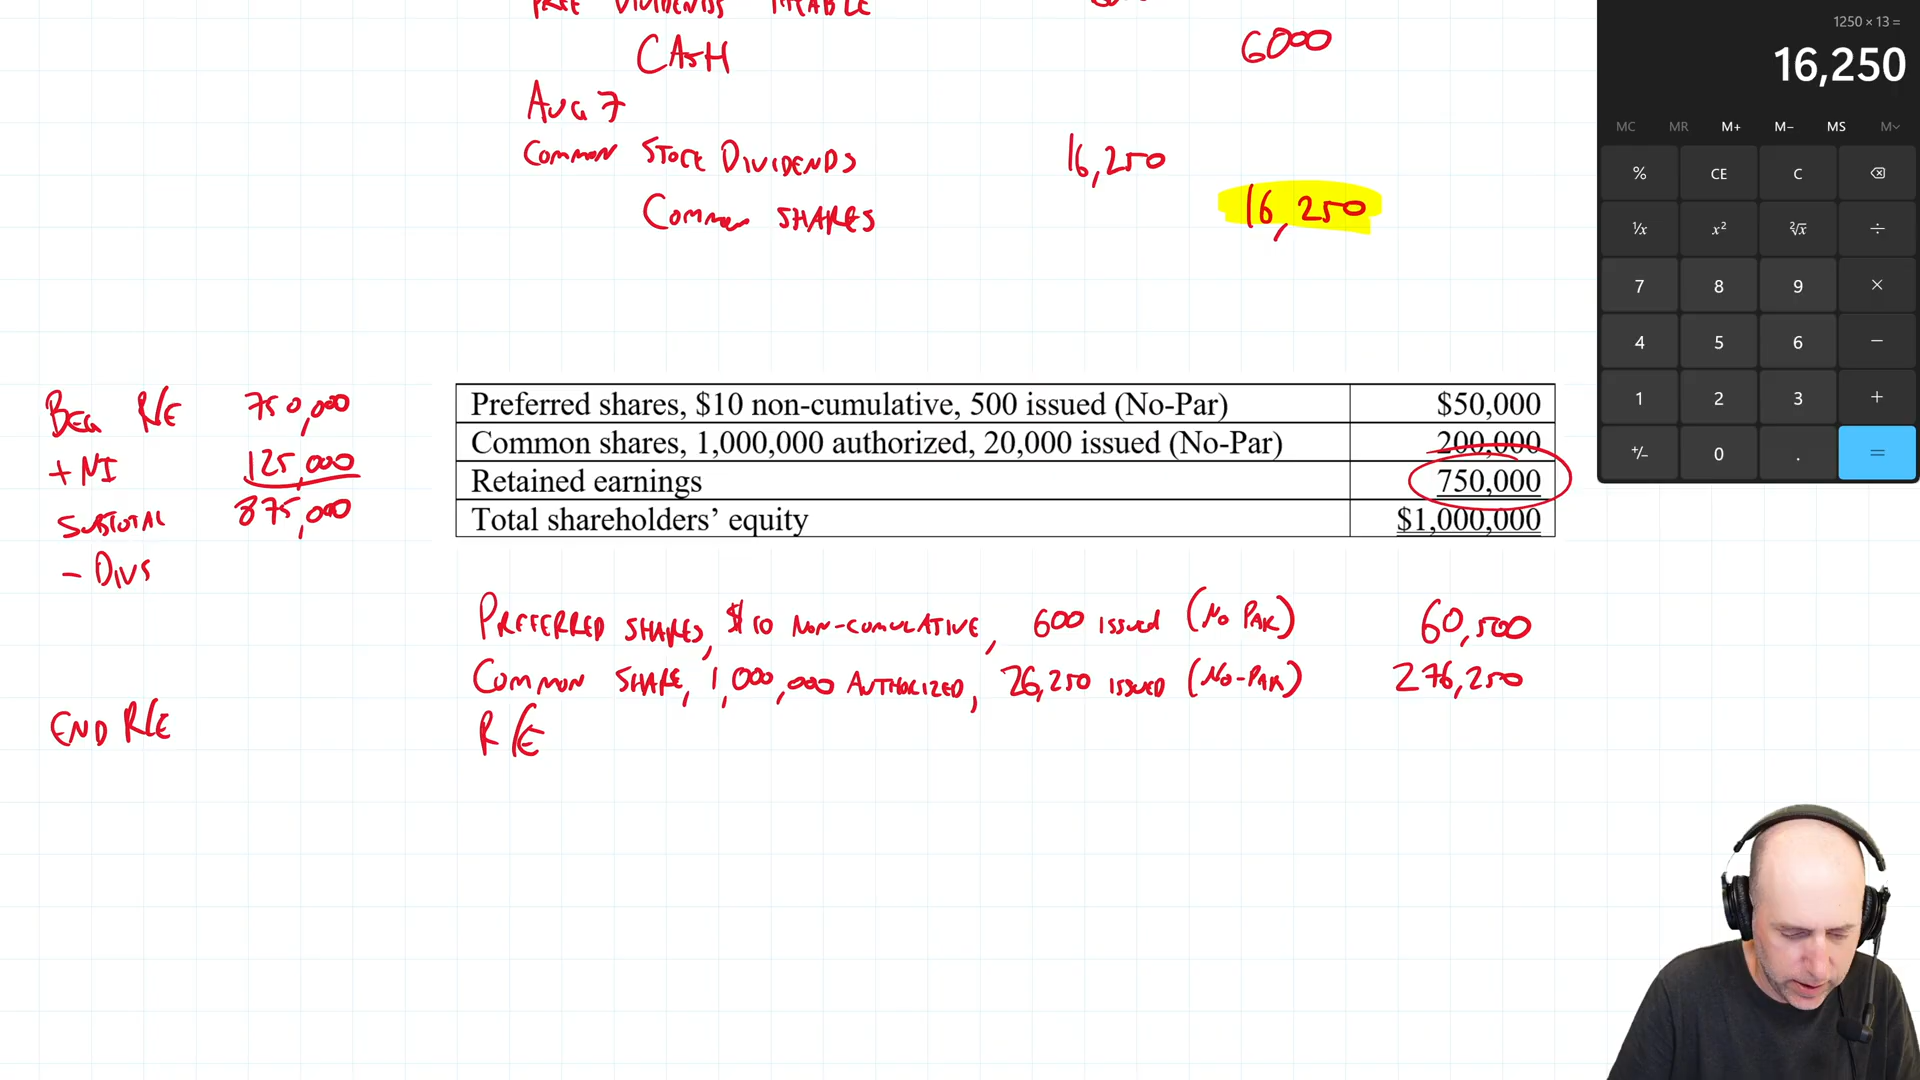 PREF DIVIDENDS PAYABLE
CASH 6000
AUG 7
COMMON STOCK DIVIDENDS 16,250
COMMON SHARES 16,250
BEG R/E 750,000
+ NI 125,000
SUBTOTAL 875,000
- DIVS
END R/E
Preferred shares, $10 non-cumulative, 500 issued (No-Par) $50,000
Common shares, 1,000,000 authorized, 20,000 issued (No-Par) 200,000
Retained earnings 750,000
Total shareholders’ equity $1,000,000
PREFERRED SHARES, $10 NON-CUMULATIVE, 600 ISSUED (NO PAR) 60,500
COMMON SHARE, 1,000,000 AUTHORIZED, 26,250 ISSUED (NO-PAR) 276,250
R/E
1250 × 13 =
16,250
MC MR M+ M− MS M˅
% CE C ⌫
¹/x x² ²√x ÷
7 8 9 ×
4 5 6 −
1 2 3 +
+/− 0 . =